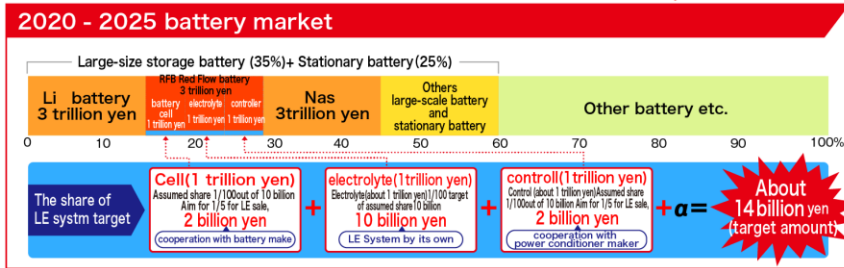 2020 - 2025 battery market
Large-size storage battery (35%)+ Stationary battery(25%)
Li battery
3 trillion yen
RFB Red Flow battery
3 trillion yen
battery
cell
1 trillion yen
electrolyte
1 trillion yen
controller
1 trillion yen
Nas
3trillion yen
Others
large-scale battery
and
stationary battery
Other battery etc.
0 10 20 30 40 50 60 70 80 90 100%
The share of
LE systm target
Cell(1 trillion yen)
Assumed share 1/100out of 10 billion
Aim for 1/5 for LE sale,
2 billion yen
cooperation with battery make
+
electrolyte(1trillion yen)
Electrolyte(about 1 trillion yen)1/100 target
of assumed share10 billion
10 billion yen
LE System by its own
+
controll(1trillion yen)
Control (about 1 trillion yen)Assumed share
1/100out of 10 billion Aim for 1/5 for LE sale,
2 billion yen
cooperation with
power conditioner maker
+α=
About
14billion yen
(target amount)